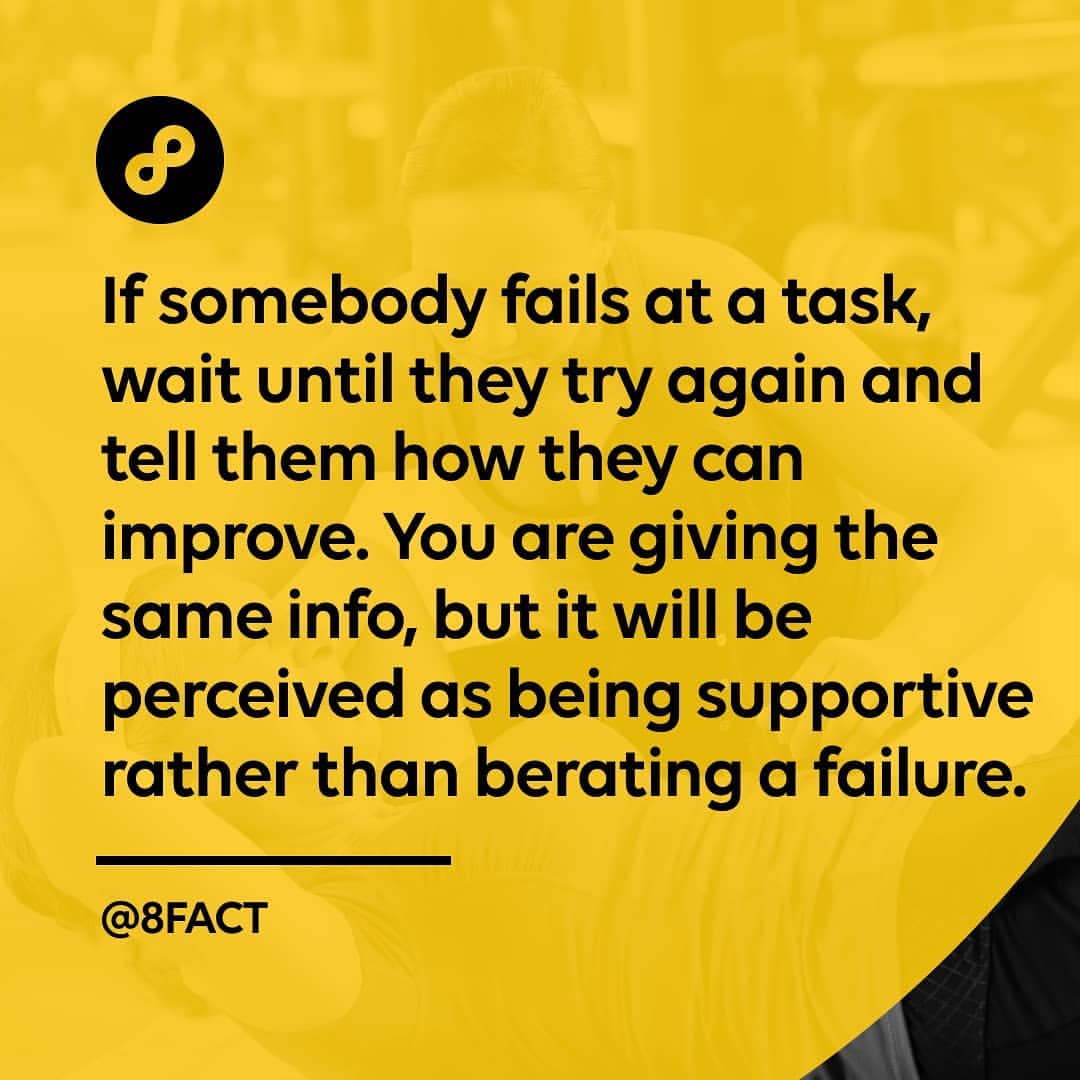 If somebody fails at a task,
wait until they try again and
tell them how they can
improve. You are giving the
same info, but it will be
perceived as being supportive
rather than berating a failure.
@8FACT